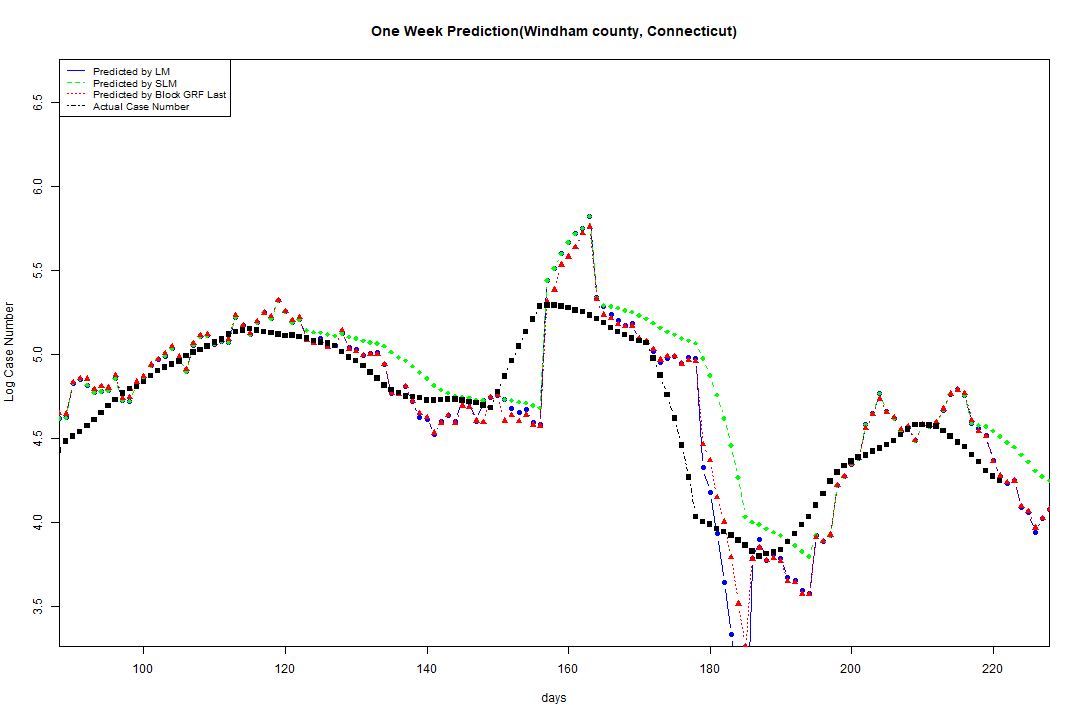 One Week Prediction(Windham county, Connecticut)
Predicted by LM
Predicted by SLM
Predicted by Block GRF Last
Actual Case Number
6.5
6.0
5.5
5.0
4.5
4.0
3.5
Log Case Number
100 120 140 160 180 200 220
days